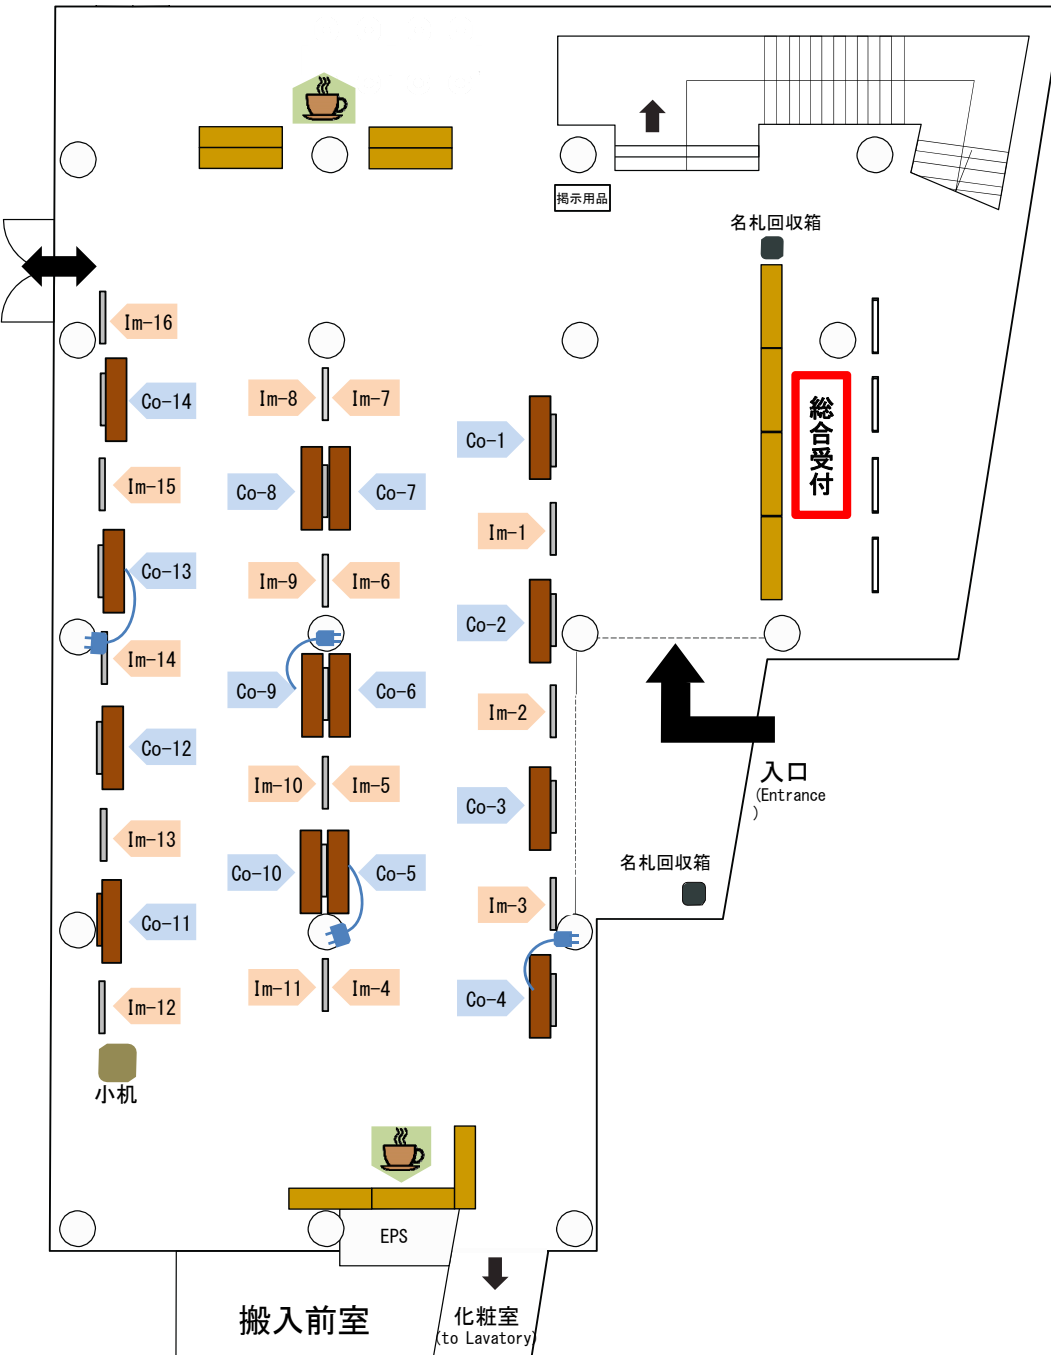 掲示用品
名札回収箱
Im-16
Co-14
Im-8
Im-7
Co-1
総合受付
Im-15
Co-8
Co-7
Im-1
Co-13
Im-9
Im-6
Co-2
Im-14
Co-9
Co-6
Im-2
Co-12
Im-10
Im-5
Co-3
入口
(Entrance
)
Im-13
Co-10
Co-5
名札回収箱
Im-3
Co-11
Im-12
Im-11
Im-4
Co-4
小机
EPS
搬入前室
化粧室
(to Lavatory)